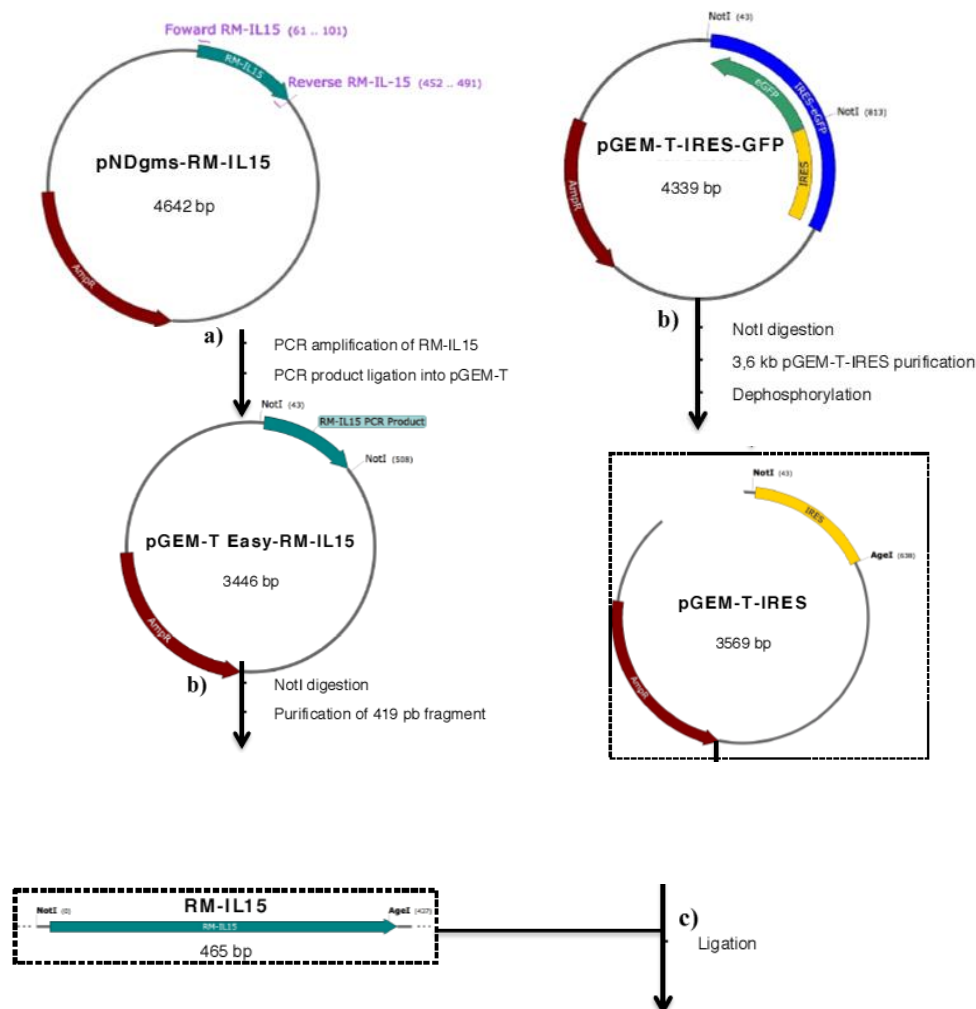 Foward RM-IL15 (61 .. 101)
RM-IL15
Reverse RM-IL-15 (452 .. 491)
pNDgms-RM-IL15
4642 bp
AmpR
NotI (43)
IRES-eGFP
eGFP
NotI (813)
IRES
pGEM-T-IRES-GFP
4339 bp
AmpR
a)
PCR amplification of RM-IL15
PCR product ligation into pGEM-T
b)
NotI digestion
3,6 kb pGEM-T-IRES purification
Dephosphorylation
NotI (43)
RM-IL15 PCR Product
NotI (508)
pGEM-T Easy-RM-IL15
3446 bp
AmpR
b)
NotI digestion
Purification of 419 pb fragment
NotI (43)
IRES
AgeI (638)
pGEM-T-IRES
3569 bp
AmpR
RM-IL15
NotI (0)
AgeI (437)
RM-IL15
465 bp
c)
Ligation